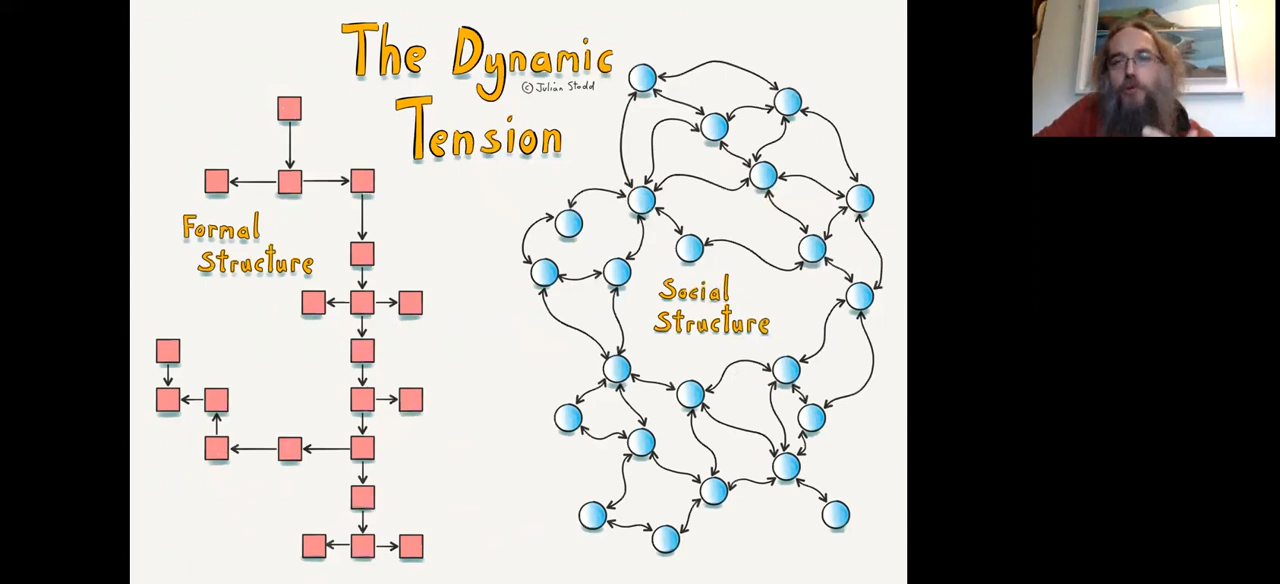 The Dynamic
© Julian Stodd
Tension
Formal
Structure
Social
Structure